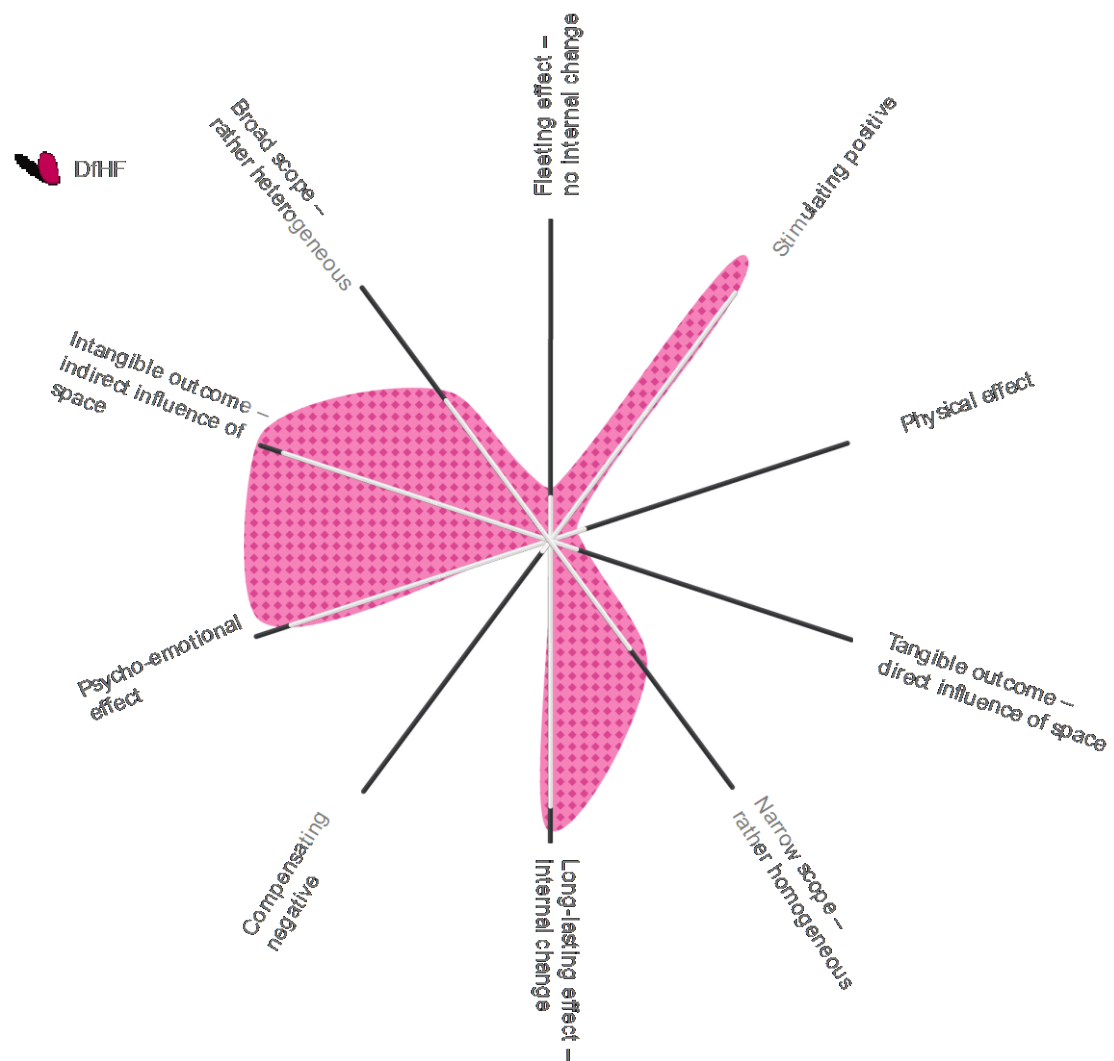 DfHF
Fleeting effect –
no internal change
Stimulating positive
Physical effect
Tangible outcome –
direct influence of space
Narrow scope –
rather homogeneous
Long-lasting effect –
internal change
Compensating
negative
Psycho-emotional
effect
Intangible outcome –
indirect influence of
space
Broad scope –
rather heterogeneous